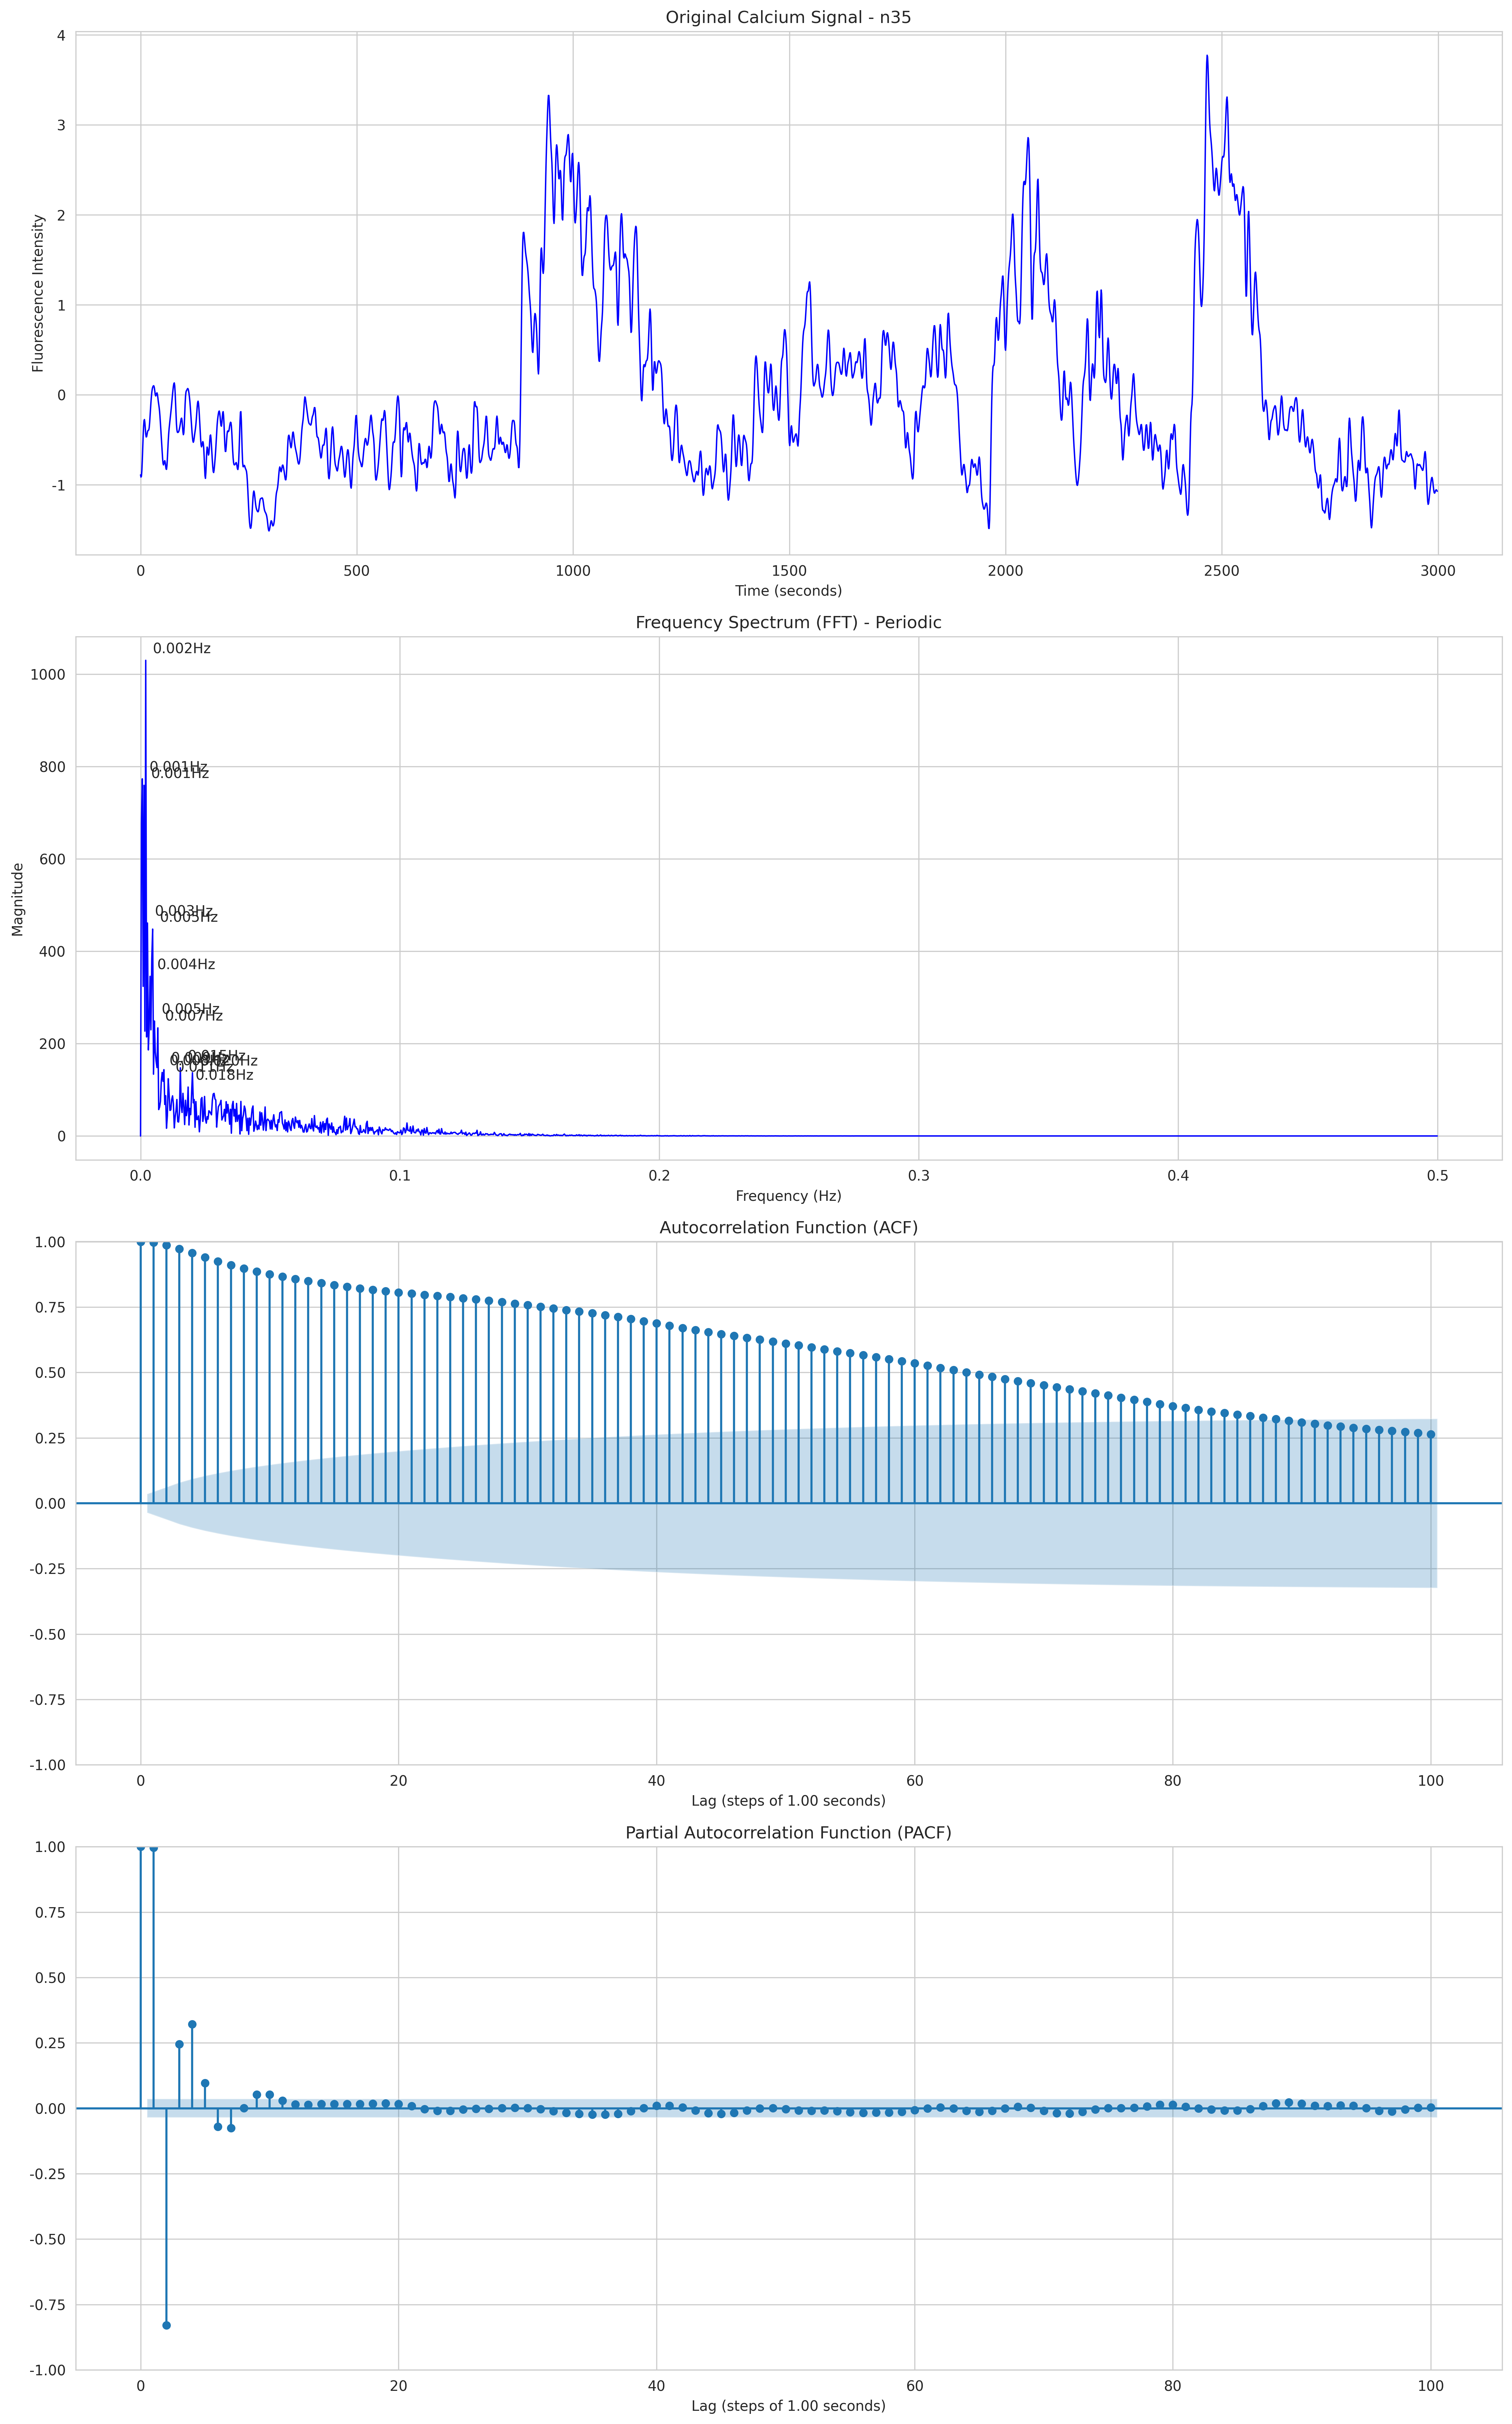 Original Calcium Signal - n35
4
3
2
1
0
-1
Fluorescence Intensity
0 500 1000 1500 2000 2500 3000
Time (seconds)
Frequency Spectrum (FFT) - Periodic
0.002Hz
0.001Hz
0.001Hz
0.003Hz
0.005Hz
0.004Hz
0.005Hz
0.007Hz
0.015Hz
0.011Hz
0.018Hz
1000
800
600
400
200
0
Magnitude
0.0 0.1 0.2 0.3 0.4 0.5
Frequency (Hz)
Autocorrelation Function (ACF)
1.00
0.75
0.50
0.25
0.00
-0.25
-0.50
-0.75
-1.00
0 20 40 60 80 100
Lag (steps of 1.00 seconds)
Partial Autocorrelation Function (PACF)
1.00
0.75
0.50
0.25
0.00
-0.25
-0.50
-0.75
-1.00
0 20 40 60 80 100
Lag (steps of 1.00 seconds)